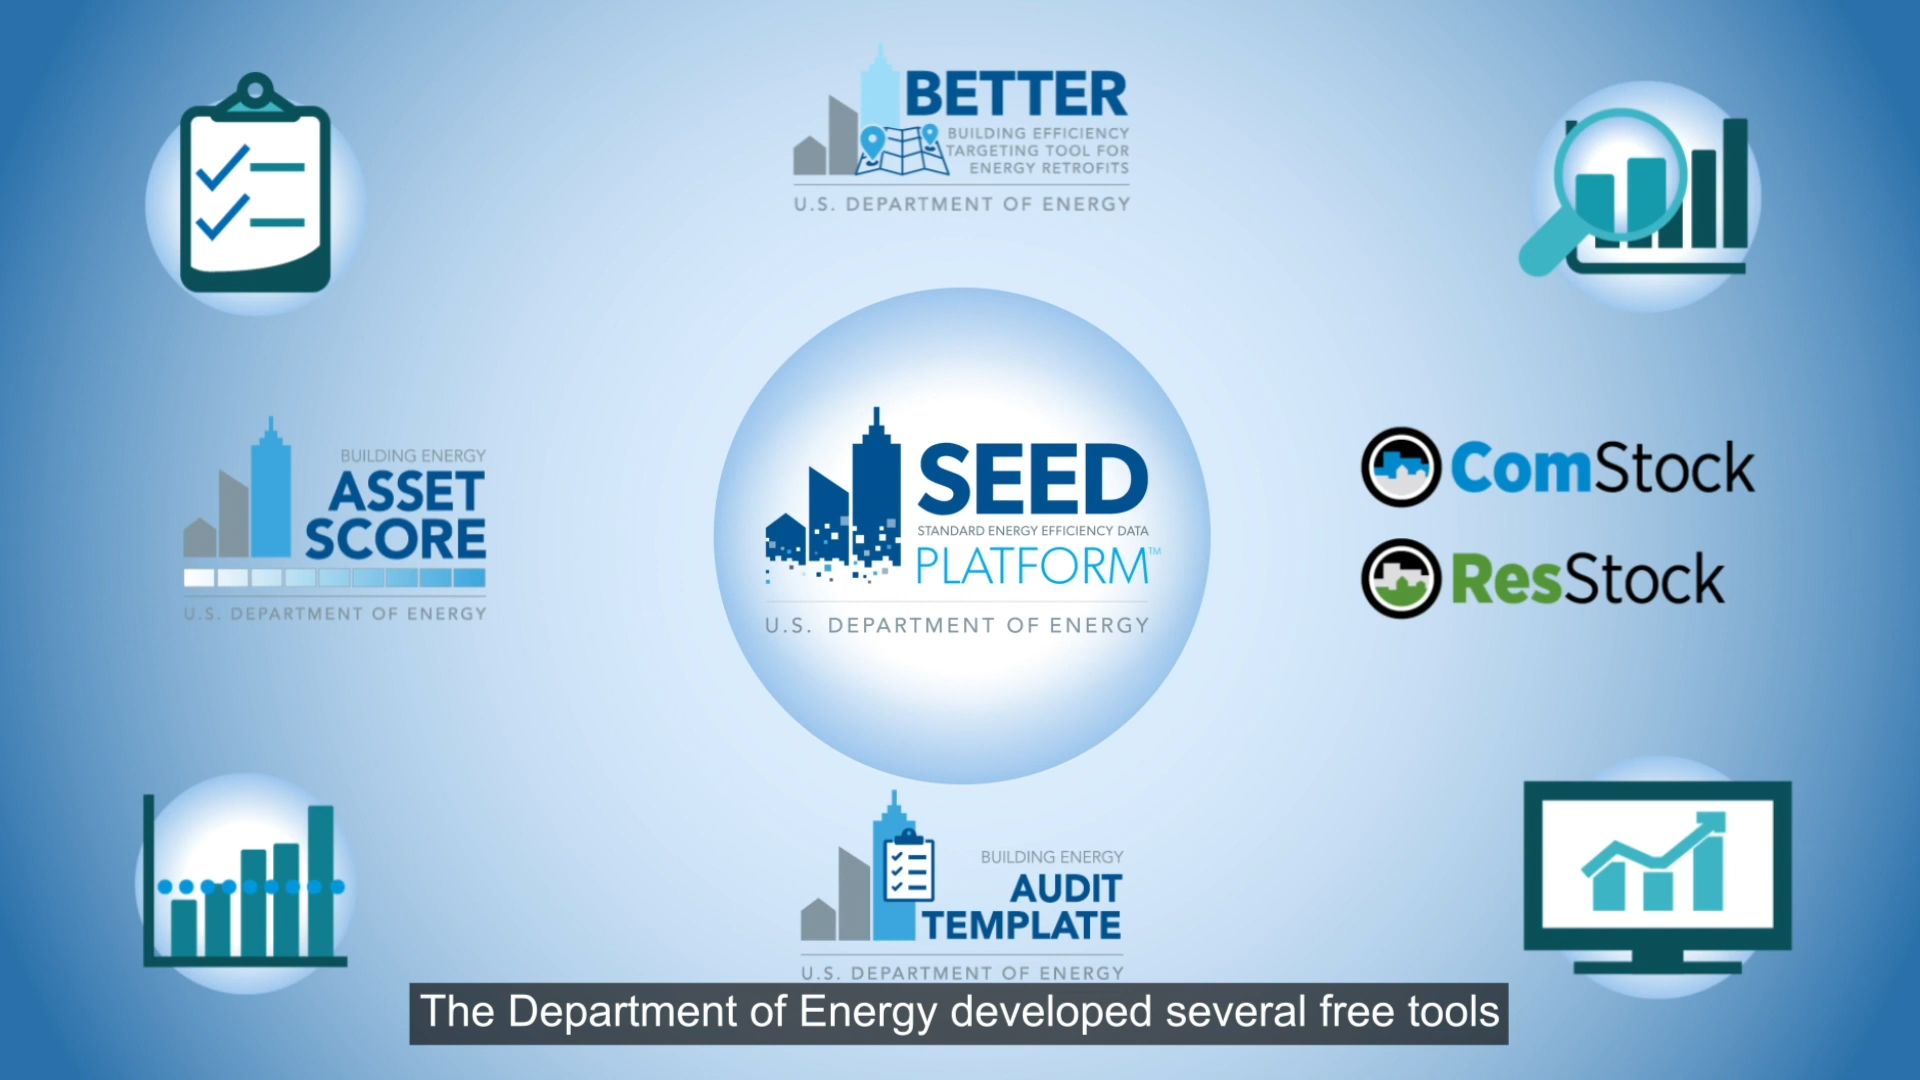 BETTER
BUILDING EFFICIENCY
TARGETING TOOL FOR
ENERGY RETROFITS
U.S. DEPARTMENT OF ENERGY
BUILDING ENERGY
ASSET
SCORE
U.S. DEPARTMENT OF ENERGY
SEED
STANDARD ENERGY EFFICIENCY DATA
PLATFORM™
U.S. DEPARTMENT OF ENERGY
ComStock
ResStock
BUILDING ENERGY
AUDIT
TEMPLATE
U.S. DEPARTMENT OF ENERGY
The Department of Energy developed several free tools